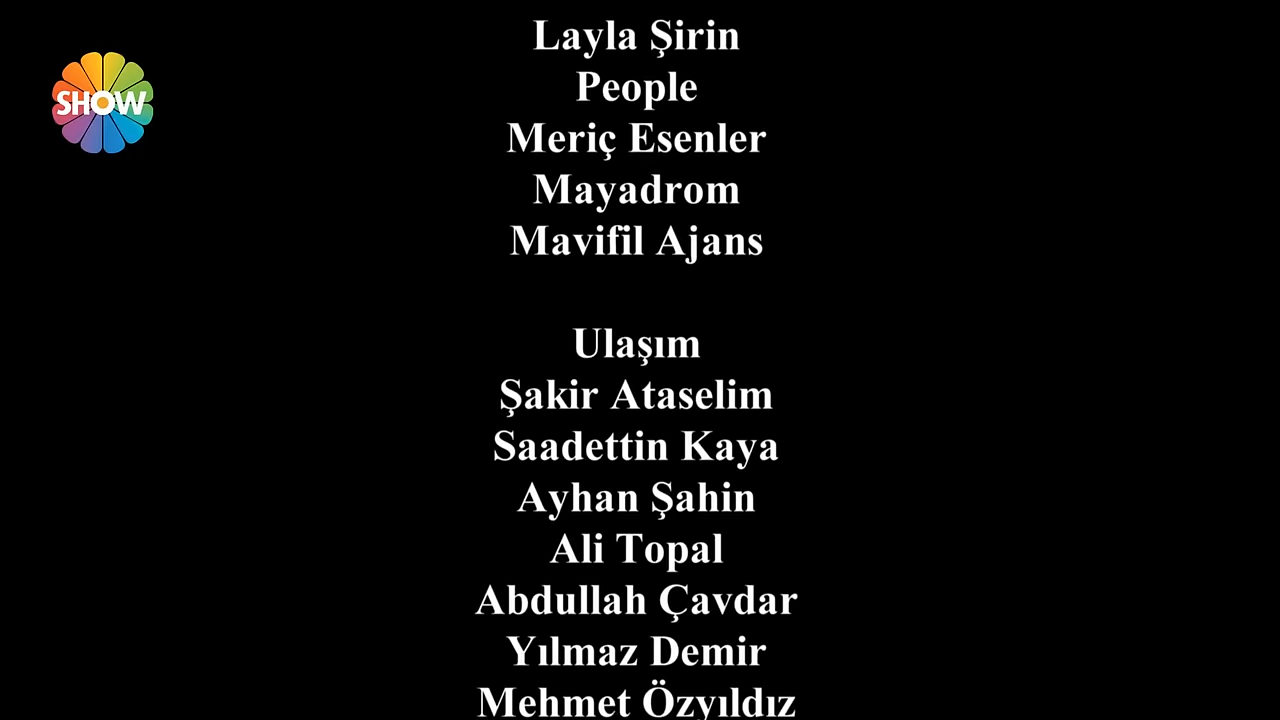 SHOW
Layla Şirin
People
Meriç Esenler
Mayadrom
Mavifil Ajans
Ulaşım
Şakir Ataselim
Saadettin Kaya
Ayhan Şahin
Ali Topal
Abdullah Çavdar
Yılmaz Demir
Mehmet Özyıldız